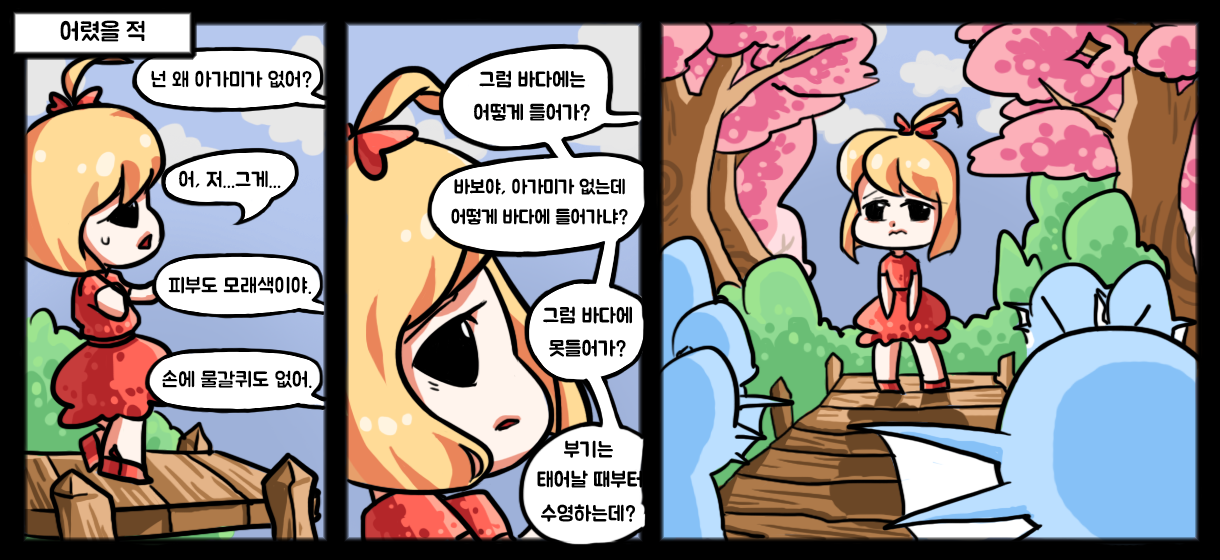 어렸을 적
넌 왜 아가미가 없어?
어, 저...그게...
피부도 모래색이야.
손에 물갈퀴도 없어.
그럼 바다에는
어떻게 들어가?
바보야, 아가미가 없는데
어떻게 바다에 들어가냐?
그럼 바다에
못들어가?
부기는
태어날 때부터
수영하는데?